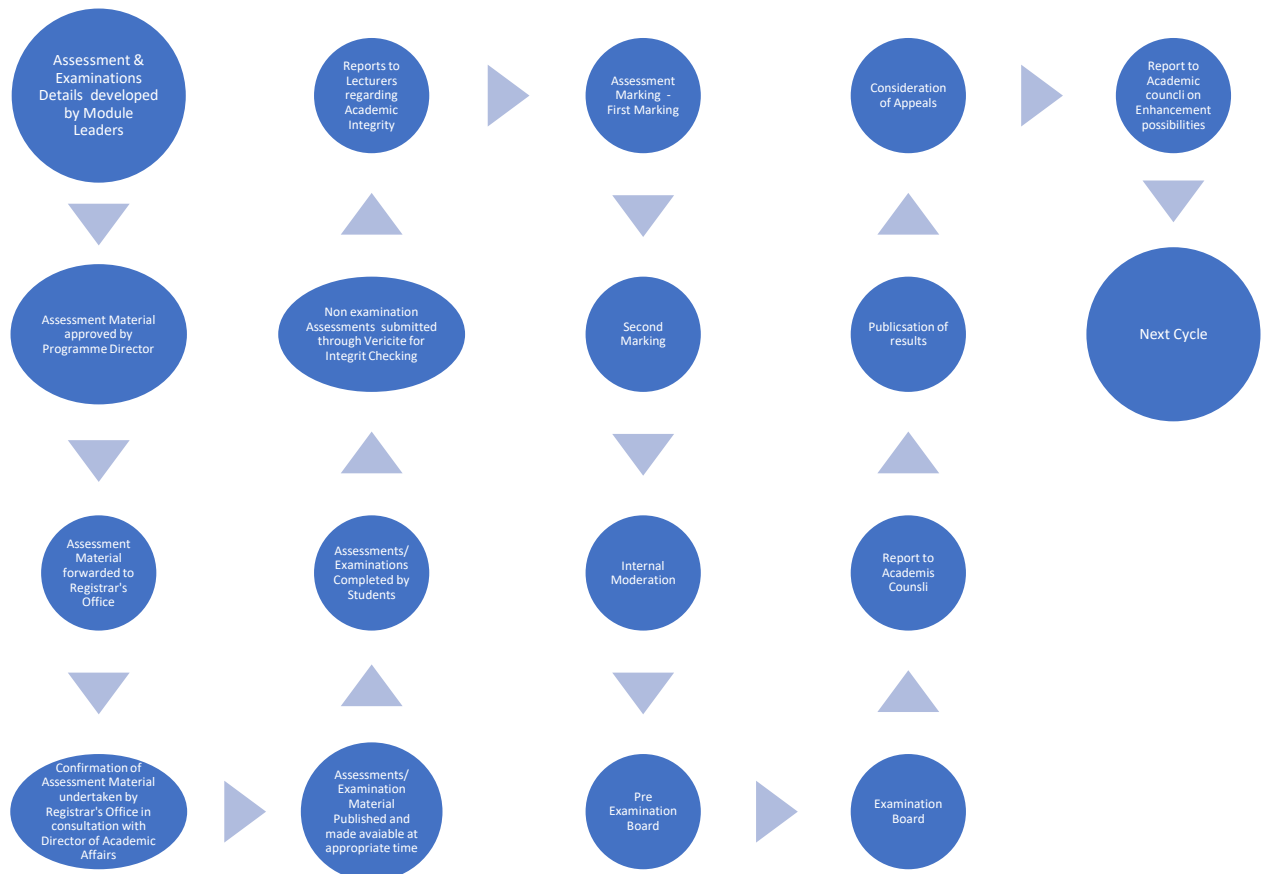 Assessment &
Examinations
Details developed
by Module
Leaders
Assessment Material
approved by
Programme Director
Assessment
Material
forwarded to
Registrar's
Office
Confirmation of
Assessment Material
undertaken by
Registrar's Office in
consultation with
Director of Academic
Affairs
Assessments/
Examination
Material
Published and
made avaiable at
appropriate time
Assessments/
Examinations
Completed by
Students
Non examination
Assessments submitted
through Vericite for
Integrit Checking
Reports to
Lecturers
regarding
Academic
Integrity
Assessment
Marking -
First Marking
Second
Marking
Internal
Moderation
Pre
Examination
Board
Examination
Board
Report to
Academis
Counsli
Publicsation of
results
Consideration
of Appeals
Report to
Academic
councli on
Enhancement
possibilities
Next Cycle